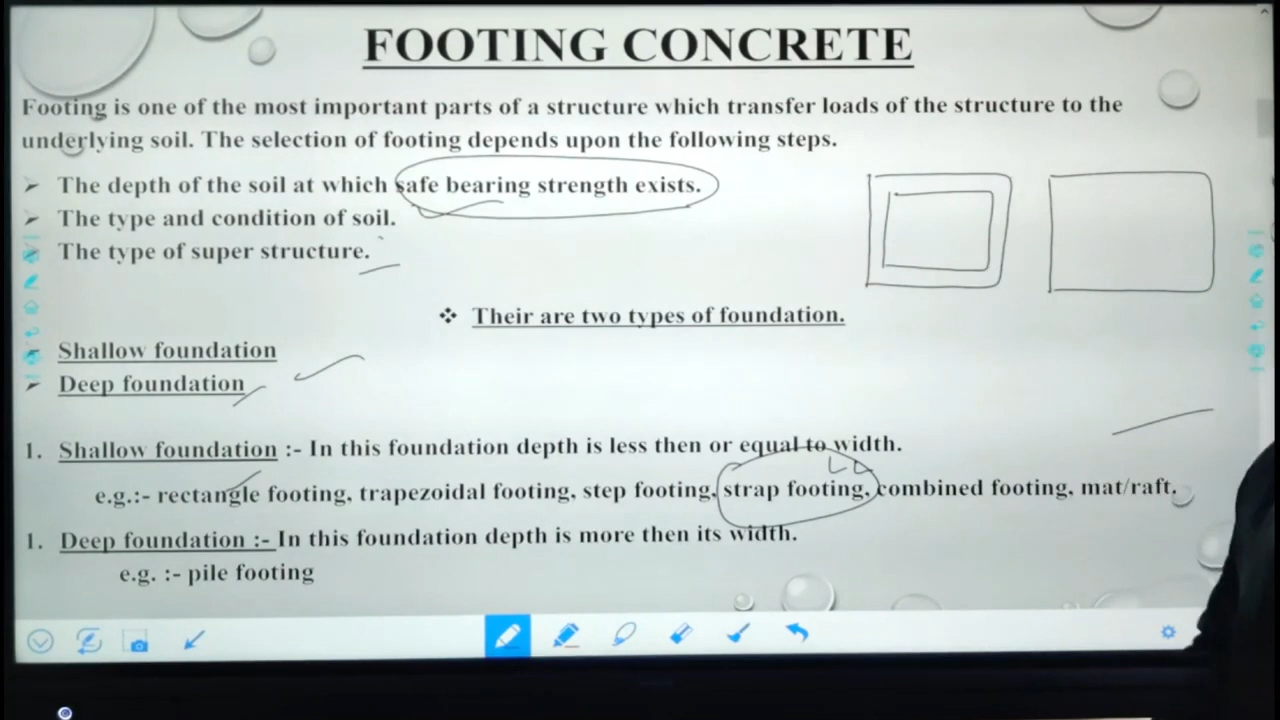 FOOTING CONCRETE
Footing is one of the most important parts of a structure which transfer loads of the structure to the
underlying soil. The selection of footing depends upon the following steps.
➢ The depth of the soil at which safe bearing strength exists.
➢ The type and condition of soil.
➢ The type of super structure.
❖ Their are two types of foundation.
➢ Shallow foundation
➢ Deep foundation
1. Shallow foundation :- In this foundation depth is less then or equal to width.
e.g.:- rectangle footing, trapezoidal footing, step footing, strap footing, combined footing, mat/raft.
1. Deep foundation :- In this foundation depth is more then its width.
e.g. :- pile footing